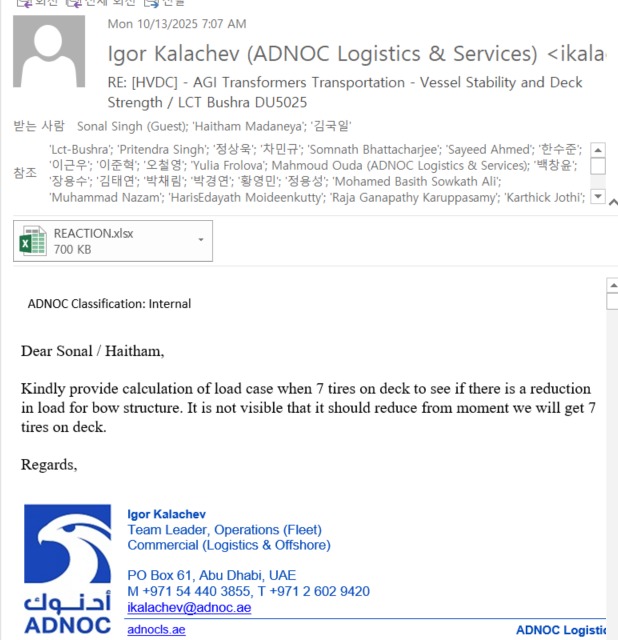 회신 전체 회신 전달
Mon 10/13/2025 7:07 AM
Igor Kalachev (ADNOC Logistics & Services) <ikala
RE: [HVDC] - AGI Transformers Transportation - Vessel Stability and Deck
Strength / LCT Bushra DU5025
받는 사람 Sonal Singh (Guest); 'Haitham Madaneya'; '김국일'
참조
'Lct-Bushra'; 'Pritendra Singh'; '정상욱'; '차민규'; 'Somnath Bhattacharjee'; 'Sayeed Ahmed'; '한수준';
'이근우'; '이준혁'; '오철영'; 'Yulia Frolova'; Mahmoud Ouda (ADNOC Logistics & Services); '백창윤';
'장용수'; '김태연'; '박채림'; '박경연'; '황영민'; '정용성'; 'Mohamed Basith Sowkath Ali';
'Muhammad Nazam'; 'HarisEdayath Moideenkutty'; 'Raja Ganapathy Karuppasamy'; 'Karthick Jothi';
REACTION.xlsx
700 KB
ADNOC Classification: Internal
Dear Sonal / Haitham,
Kindly provide calculation of load case when 7 tires on deck to see if there is a reduction
in load for bow structure. It is not visible that it should reduce from moment we will get 7
tires on deck.
Regards,
أدنوك
ADNOC
Igor Kalachev
Team Leader, Operations (Fleet)
Commercial (Logistics & Offshore)
PO Box 61, Abu Dhabi, UAE
M +971 54 440 3855, T +971 2 602 9420
ikalachev@adnoc.ae
adnocls.ae
ADNOC Logistic